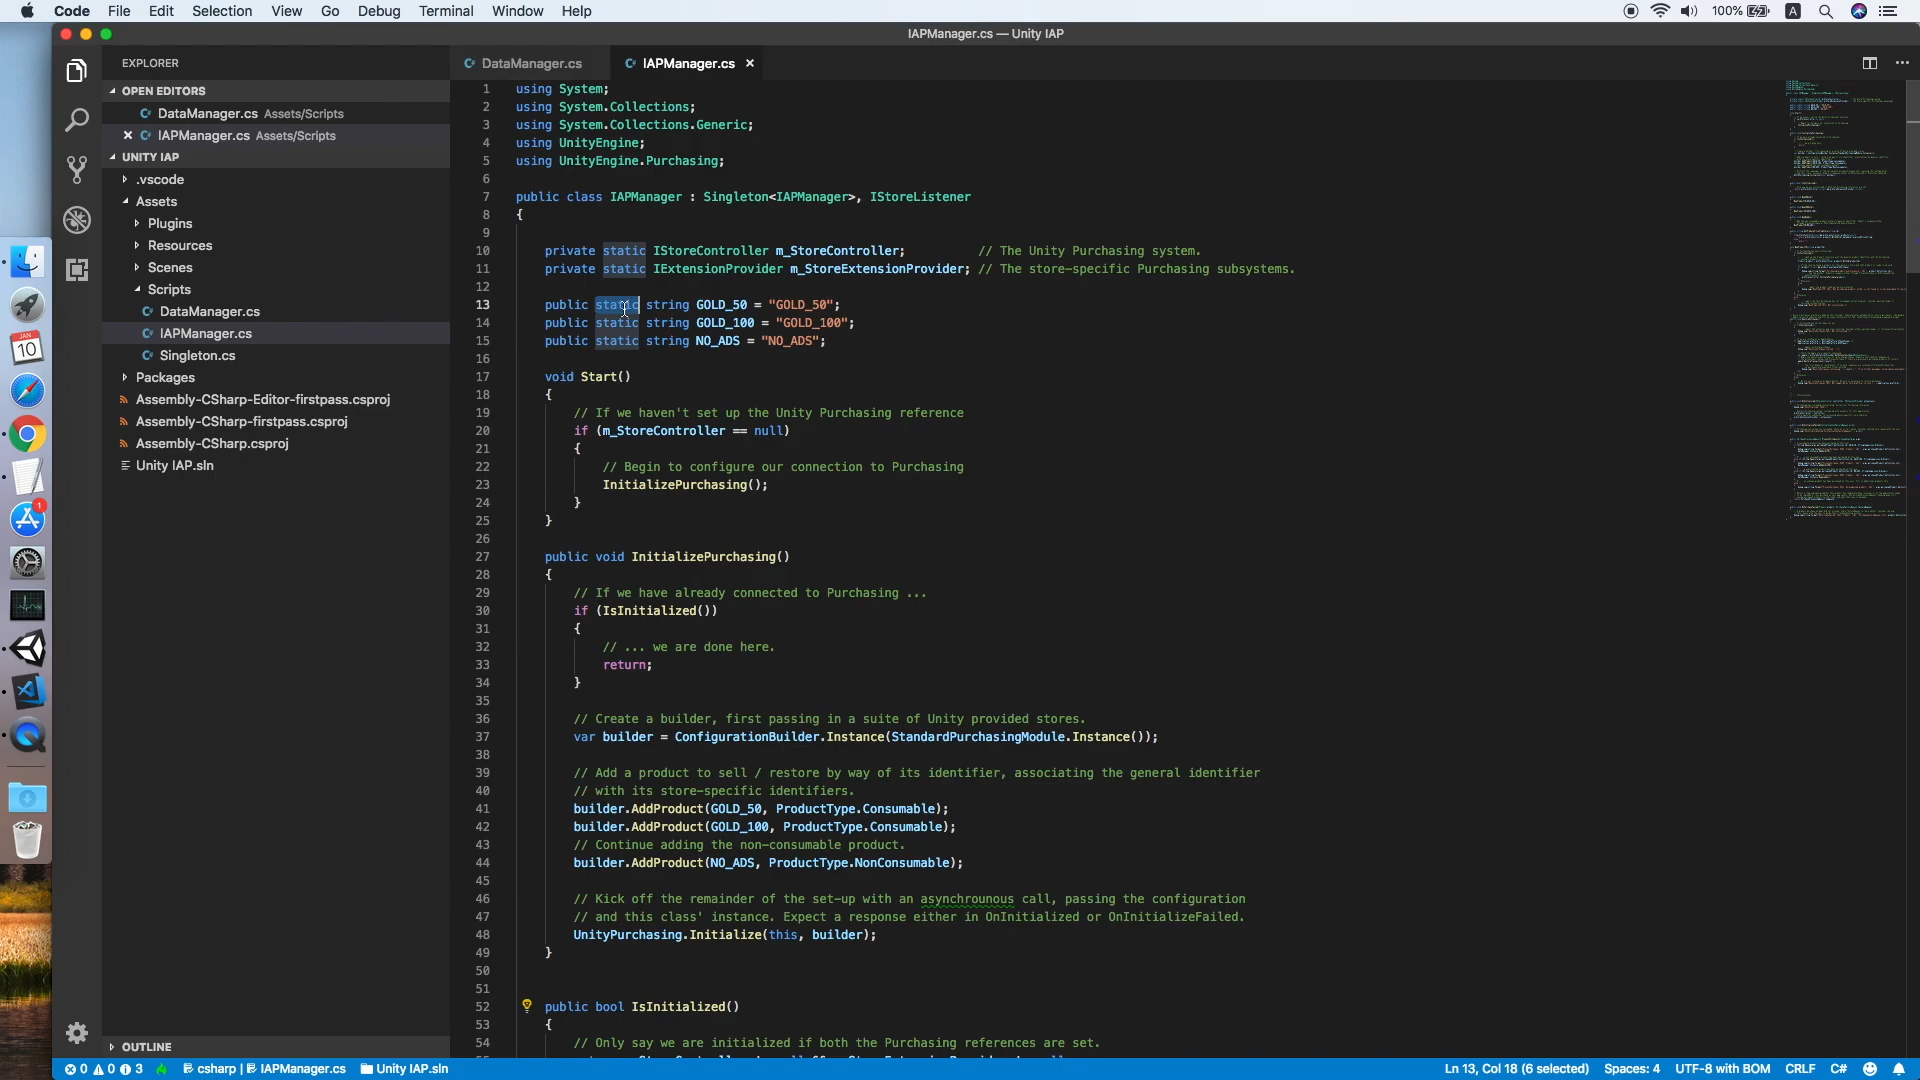 Code File Edit Selection View Go Debug Terminal Window Help
100%
A
IAPManager.cs — Unity IAP
EXPLORER
OPEN EDITORS
DataManager.cs Assets/Scripts
IAPManager.cs Assets/Scripts
UNITY IAP
.vscode
Assets
Plugins
Resources
Scenes
Scripts
DataManager.cs
IAPManager.cs
Singleton.cs
Packages
Assembly-CSharp-Editor-firstpass.csproj
Assembly-CSharp-firstpass.csproj
Assembly-CSharp.csproj
Unity IAP.sln
OUTLINE
JAN
10
1
DataManager.cs IAPManager.cs
1 using System;
2 using System.Collections;
3 using System.Collections.Generic;
4 using UnityEngine;
5 using UnityEngine.Purchasing;
6
7 public class IAPManager : Singleton<IAPManager>, IStoreListener
8 {
9
10 private static IStoreController m_StoreController; // The Unity Purchasing system.
11 private static IExtensionProvider m_StoreExtensionProvider; // The store-specific Purchasing subsystems.
12
13 public static string GOLD_50 = "GOLD_50";
14 public static string GOLD_100 = "GOLD_100";
15 public static string NO_ADS = "NO_ADS";
16
17 void Start()
18 {
19 // If we haven't set up the Unity Purchasing reference
20 if (m_StoreController == null)
21 {
22 // Begin to configure our connection to Purchasing
23 InitializePurchasing();
24 }
25 }
26
27 public void InitializePurchasing()
28 {
29 // If we have already connected to Purchasing ...
30 if (IsInitialized())
31 {
32 // ... we are done here.
33 return;
34 }
35
36 // Create a builder, first passing in a suite of Unity provided stores.
37 var builder = ConfigurationBuilder.Instance(StandardPurchasingModule.Instance());
38
39 // Add a product to sell / restore by way of its identifier, associating the general identifier
40 // with its store-specific identifiers.
41 builder.AddProduct(GOLD_50, ProductType.Consumable);
42 builder.AddProduct(GOLD_100, ProductType.Consumable);
43 // Continue adding the non-consumable product.
44 builder.AddProduct(NO_ADS, ProductType.NonConsumable);
45
46 // Kick off the remainder of the set-up with an asynchrounous call, passing the configuration
47 // and this class' instance. Expect a response either in OnInitialized or OnInitializeFailed.
48 UnityPurchasing.Initialize(this, builder);
49 }
50
51
52 public bool IsInitialized()
53 {
54 // Only say we are initialized if both the Purchasing references are set.
0 0 3 csharp | IAPManager.cs Unity IAP.sln
Ln 13, Col 18 (6 selected) Spaces: 4 UTF-8 with BOM CRLF C#